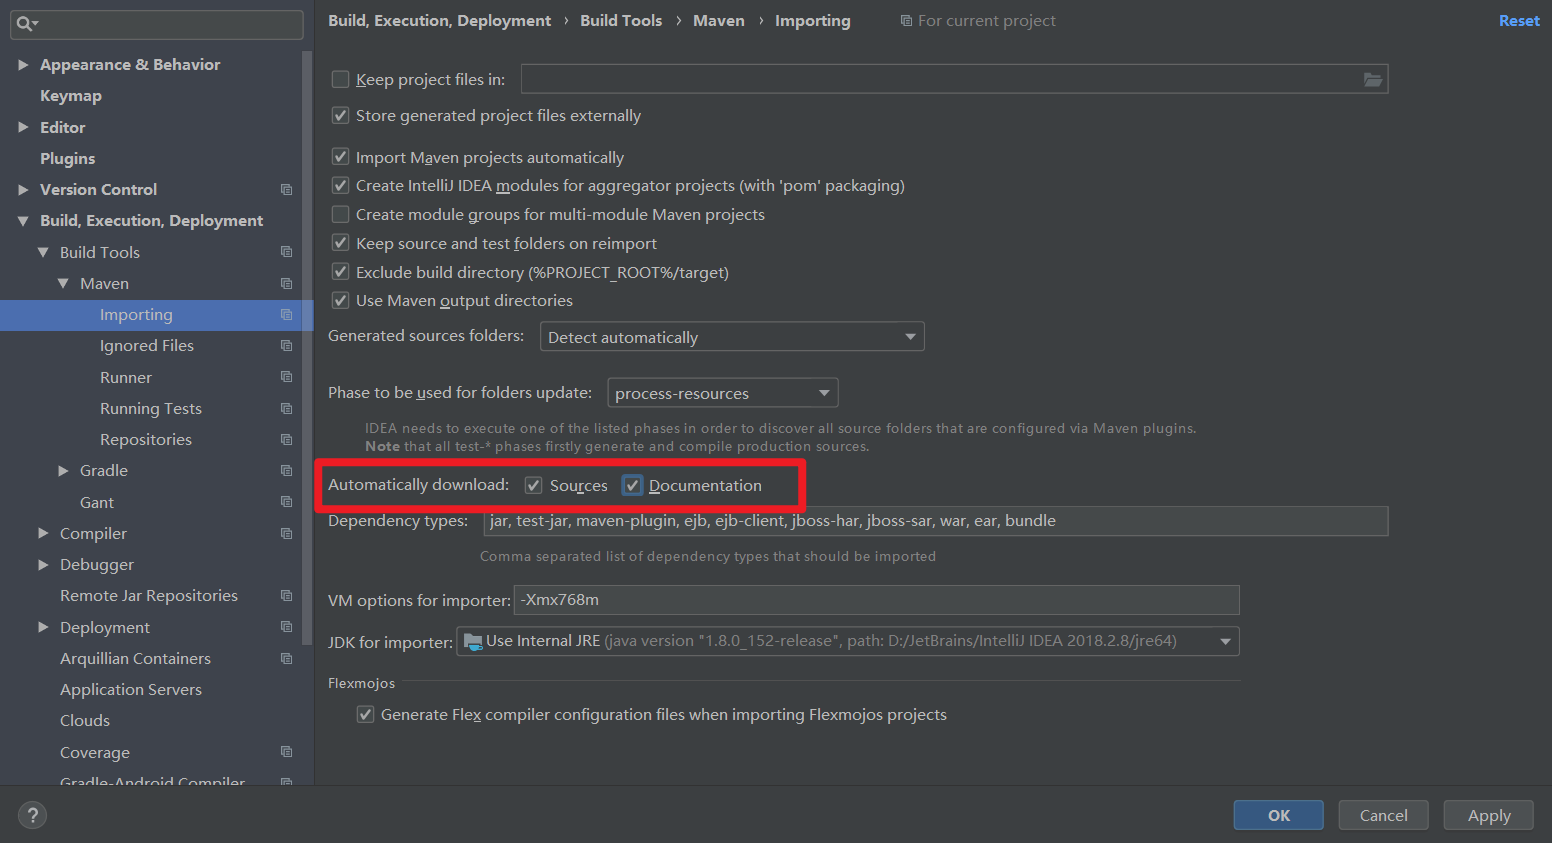 Build, Execution, Deployment › Build Tools › Maven › Importing For current project Reset
Appearance & Behavior
Keymap
Editor
Plugins
Version Control
Build, Execution, Deployment
Build Tools
Maven
Importing
Ignored Files
Runner
Running Tests
Repositories
Gradle
Gant
Compiler
Debugger
Remote Jar Repositories
Deployment
Arquillian Containers
Application Servers
Clouds
Coverage
Gradle-Android Compiler
Keep project files in:
Store generated project files externally
Import Maven projects automatically
Create IntelliJ IDEA modules for aggregator projects (with 'pom' packaging)
Create module groups for multi-module Maven projects
Keep source and test folders on reimport
Exclude build directory (%PROJECT_ROOT%/target)
Use Maven output directories
Generated sources folders: Detect automatically
Phase to be used for folders update: process-resources
IDEA needs to execute one of the listed phases in order to discover all source folders that are configured via Maven plugins.
Note that all test-* phases firstly generate and compile production sources.
Automatically download: Sources Documentation
Dependency types: jar, test-jar, maven-plugin, ejb, ejb-client, jboss-har, jboss-sar, war, ear, bundle
Comma separated list of dependency types that should be imported
VM options for importer: -Xmx768m
JDK for importer: Use Internal JRE (java version "1.8.0_152-release", path: D:/JetBrains/IntelliJ IDEA 2018.2.8/jre64)
Flexmojos
Generate Flex compiler configuration files when importing Flexmojos projects
? OK Cancel Apply